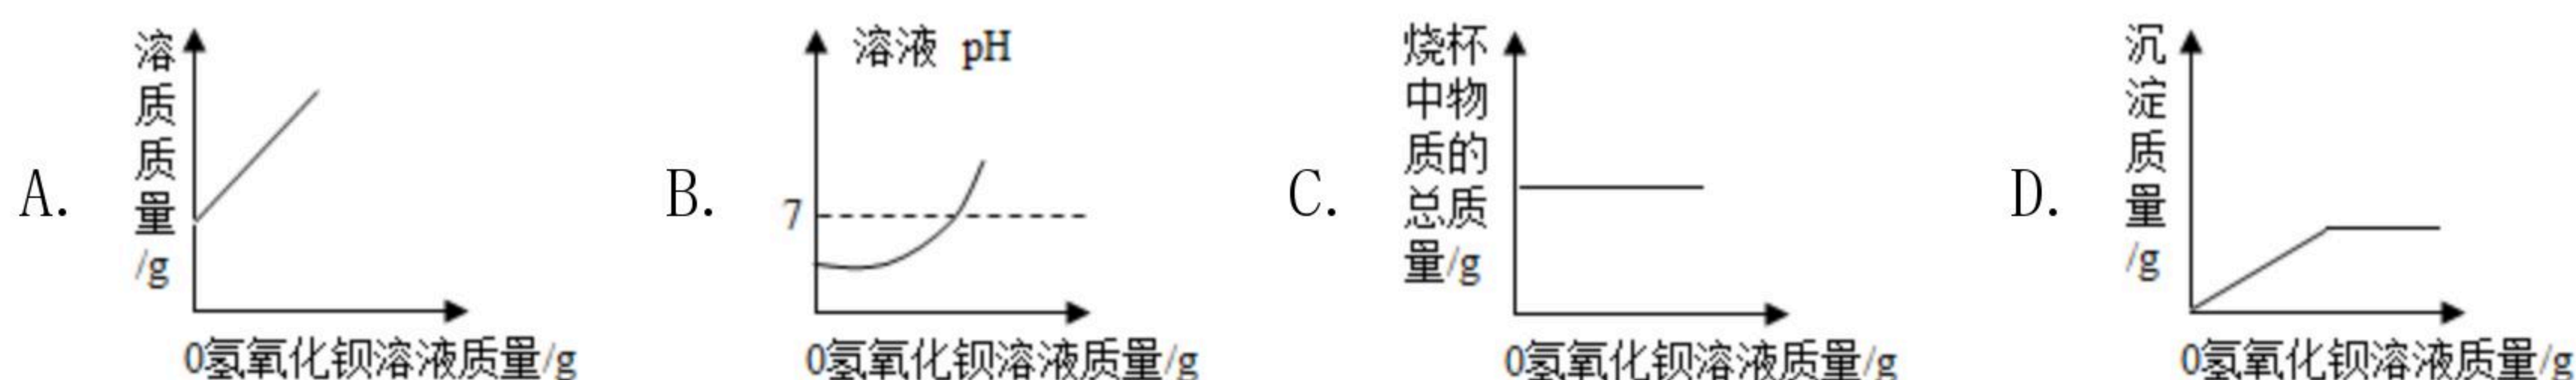 A.
溶质质量/g
0氢氧化钡溶液质量/g
B.
溶液 pH
7
0氢氧化钡溶液质量/g
C.
烧杯中物质的总质量/g
0氢氧化钡溶液质量/g
D.
沉淀质量/g
0氢氧化钡溶液质量/g